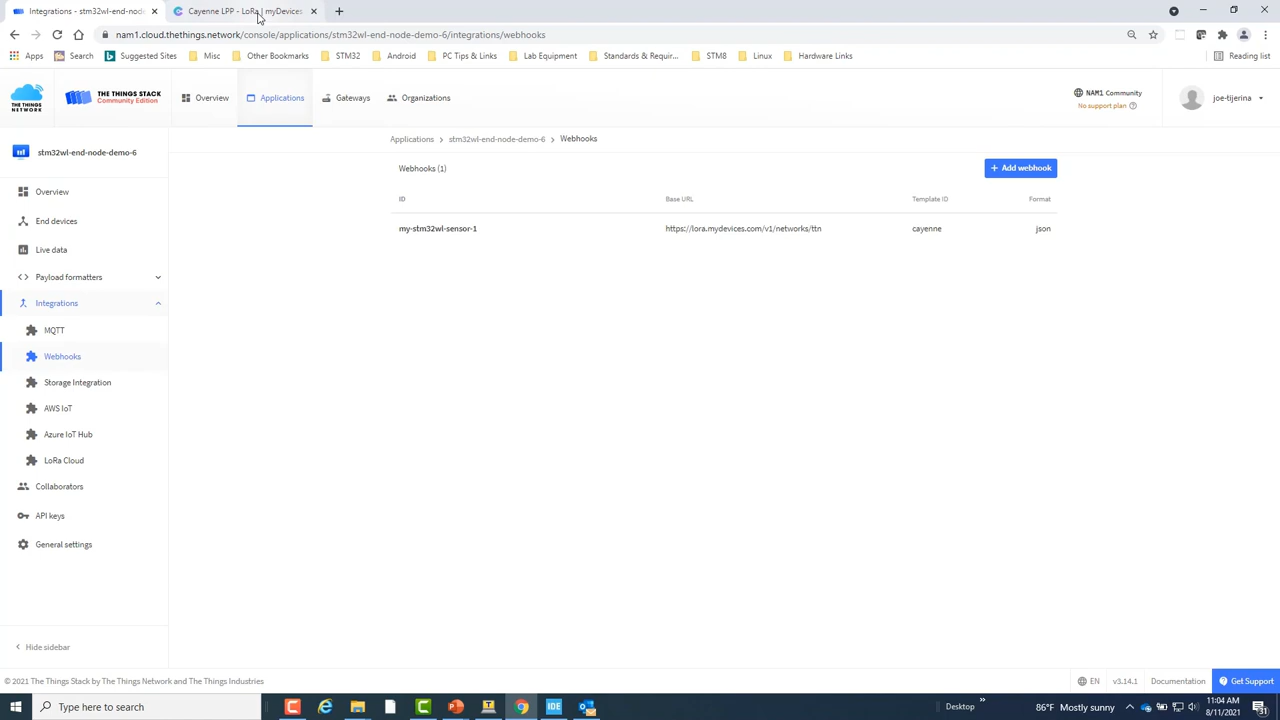 Integrations - stm32wl-end-node
Cayenne LPP - LoRa | myDevices
nam1.cloud.thethings.network/console/applications/stm32wl-end-node-demo-6/integrations/webhooks
Apps
Search
Suggested Sites
Misc
Other Bookmarks
STM32
Android
PC Tips & Links
Lab Equipment
Standards & Requir...
STM8
Linux
Hardware Links
Reading list
THE THINGS
NETWORK
THE THINGS STACK
Community Edition
Overview
Applications
Gateways
Organizations
NAM1 Community
No support plan
joe-tijerina
stm32wl-end-node-demo-6
Overview
End devices
Live data
Payload formatters
Integrations
MQTT
Webhooks
Storage Integration
AWS IoT
Azure IoT Hub
LoRa Cloud
Collaborators
API keys
General settings
Hide sidebar
Applications > stm32wl-end-node-demo-6 > Webhooks
Webhooks (1)
+ Add webhook
ID Base URL Template ID Format
my-stm32wl-sensor-1 https://lora.mydevices.com/v1/networks/ttn cayenne json
© 2021 The Things Stack by The Things Network and The Things Industries
EN
v3.14.1
Documentation
Get Support
Type here to search
IDE
Desktop
86°F Mostly sunny
11:04 AM
8/11/2021
31